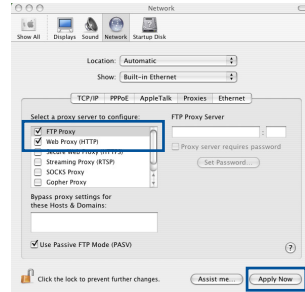 Network
Show All
Displays
Sound
Network
Startup Disk
Location: Automatic
Show: Built-in Ethernet
TCP/IP
PPPoE
AppleTalk
Proxies
Ethernet
Select a proxy server to configure:
FTP Proxy
Web Proxy (HTTP)
Secure Web Proxy (HTTPS)
Streaming Proxy (RTSP)
SOCKS Proxy
Gopher Proxy
FTP Proxy Server
:
Proxy server requires password
Set Password...
Bypass proxy settings for
these Hosts & Domains:
Use Passive FTP Mode (PASV)
?
Click the lock to prevent further changes.
Assist me...
Apply Now